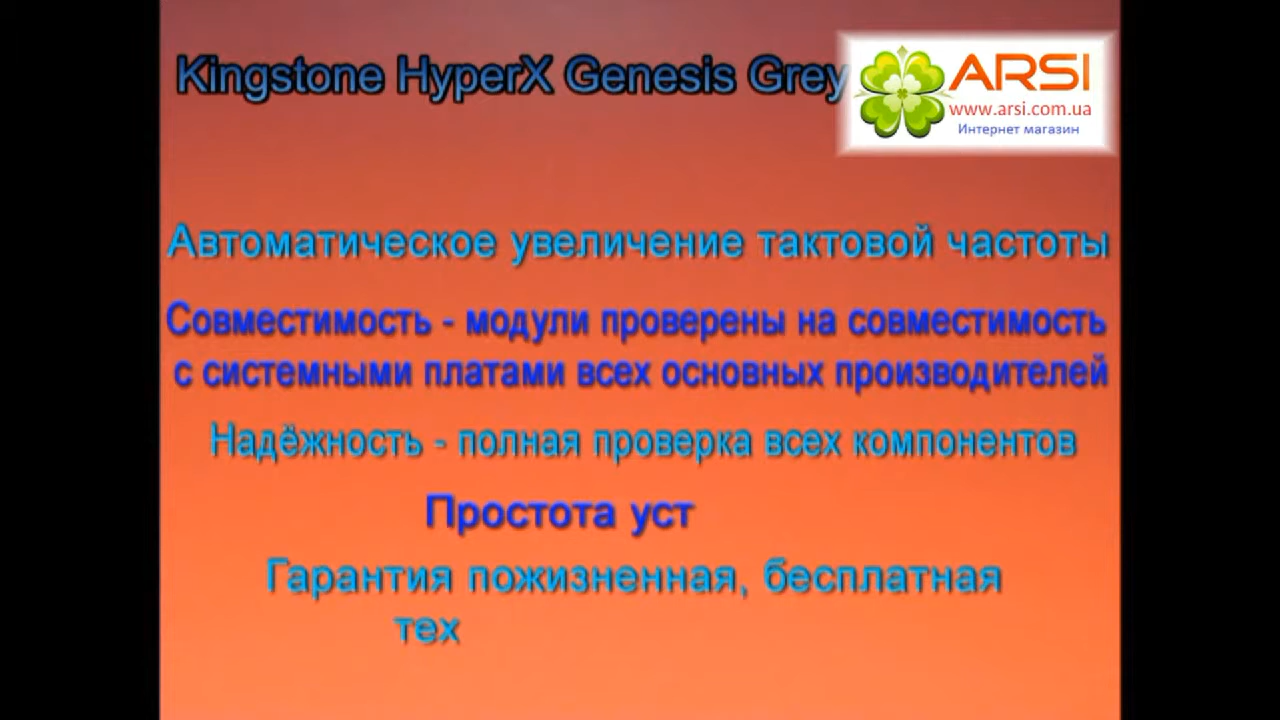 Kingstone HyperX Genesis Grey
ARSI
www.arsi.com.ua
Интернет магазин
Автоматическое увеличение тактовой частоты
Совместимость - модули проверены на совместимость
с системными платами всех основных производителей
Надёжность - полная проверка всех компонентов
Простота уст
Гарантия пожизненная, бесплатная
тех